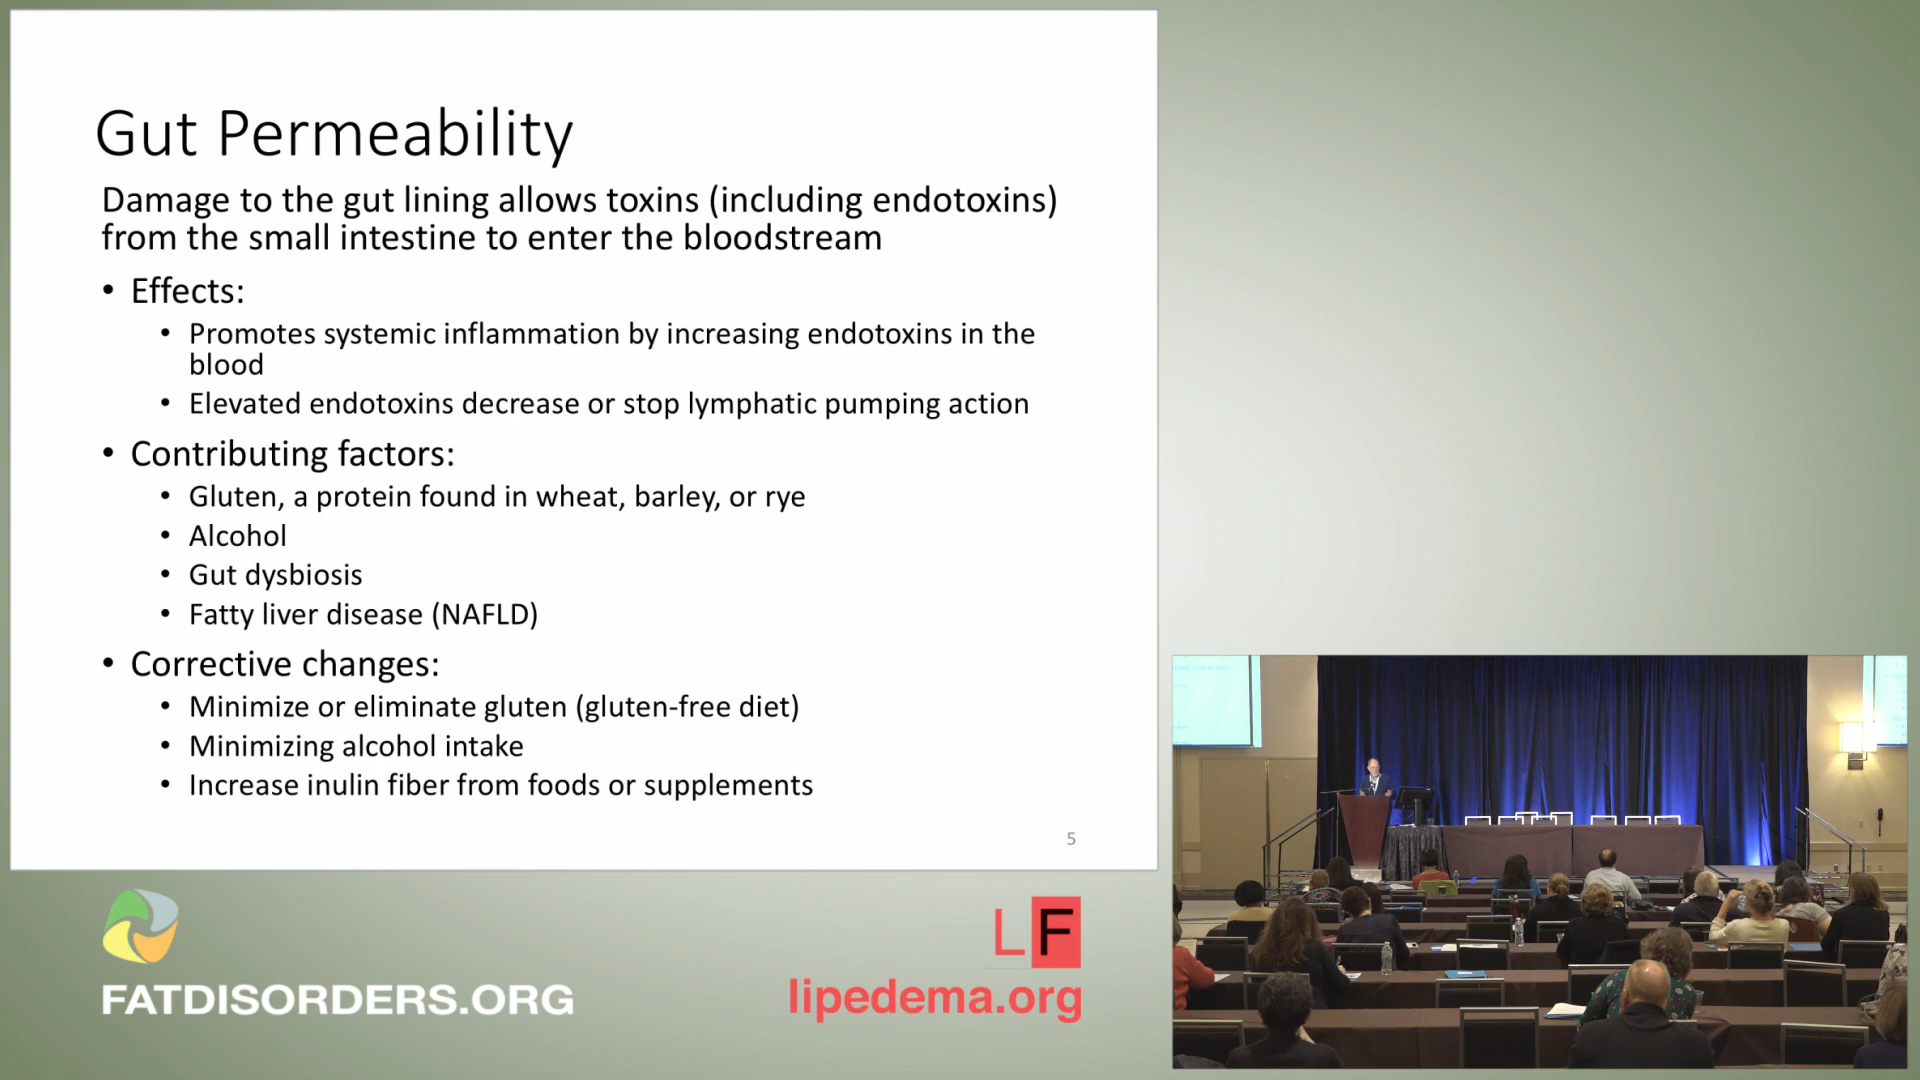 Gut Permeability
Damage to the gut lining allows toxins (including endotoxins)
from the small intestine to enter the bloodstream
• Effects:
• Promotes systemic inflammation by increasing endotoxins in the
blood
• Elevated endotoxins decrease or stop lymphatic pumping action
• Contributing factors:
• Gluten, a protein found in wheat, barley, or rye
• Alcohol
• Gut dysbiosis
• Fatty liver disease (NAFLD)
• Corrective changes:
• Minimize or eliminate gluten (gluten-free diet)
• Minimizing alcohol intake
• Increase inulin fiber from foods or supplements
5
FATDISORDERS.ORG
LF
lipedema.org